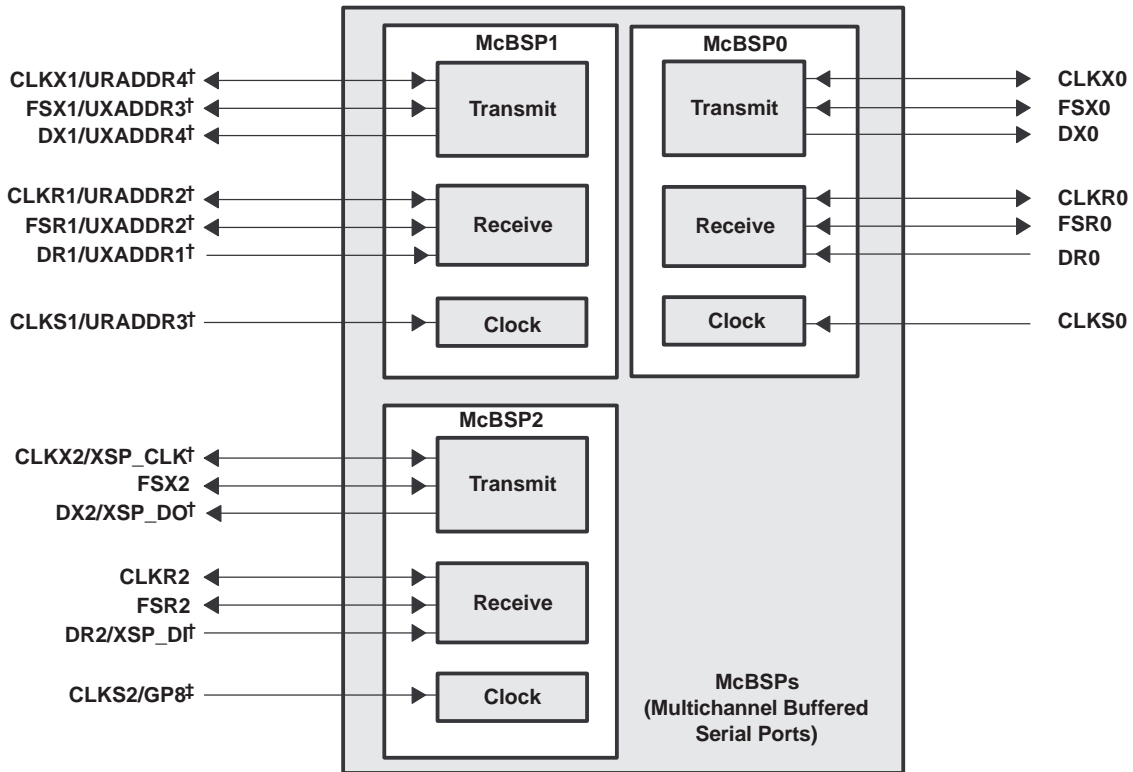 McBSP1
McBSP0
CLKX1/URADDR4†
FSX1/UXADDR3†
DX1/UXADDR4†
Transmit
Transmit
CLKX0
FSX0
DX0
CLKR1/URADDR2†
FSR1/UXADDR2†
DR1/UXADDR1†
Receive
Receive
CLKR0
FSR0
DR0
CLKS1/URADDR3†
Clock
Clock
CLKS0
McBSP2
CLKX2/XSP_CLK†
FSX2
DX2/XSP_DO†
Transmit
CLKR2
FSR2
DR2/XSP_DI†
Receive
CLKS2/GP8‡
Clock
McBSPs
(Multichannel Buffered
Serial Ports)